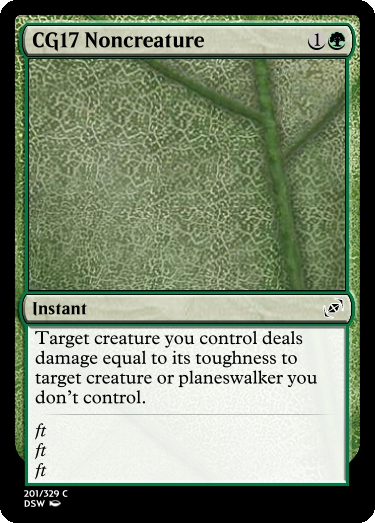 CG17 Noncreature 1
Instant
Target creature you control deals
damage equal to its toughness to
target creature or planeswalker you
don't control.
ft
ft
ft
201/329 C
DSW